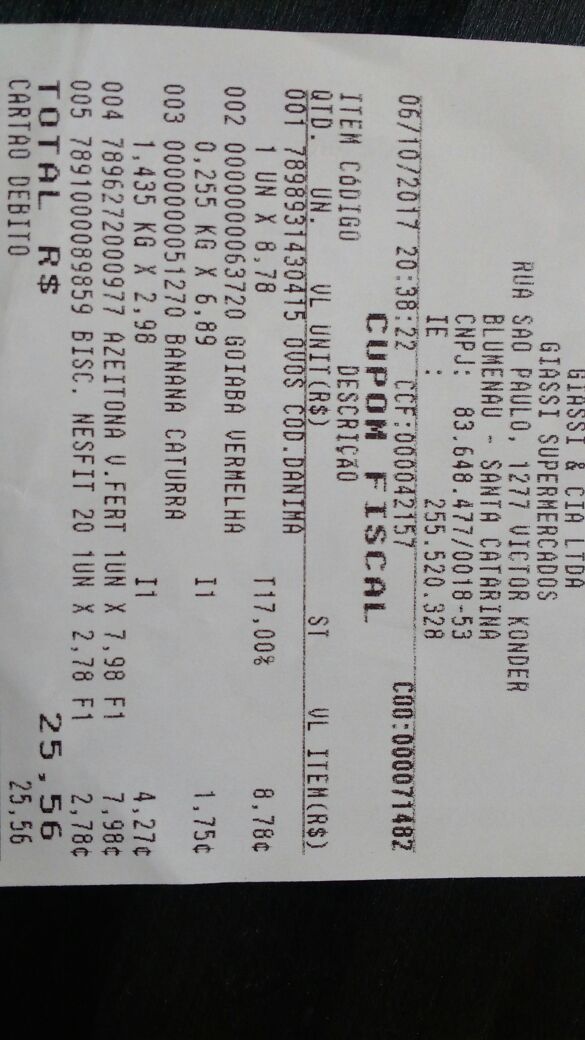 GIASSI & CIA LTDA
GIASSI SUPERMERCADOS
RUA SAO PAULO, 1277 VICTOR KONDER
BLUMENAU - SANTA CATARINA
CNPJ: 83.648.477/0018-53
IE : 255.520.328
06/10/2017 20:38:22 CCF:000042157 COO:000071482
CUPOM FISCAL
ITEM CÓDIGO DESCRIÇÃO
QTD. UN. VL UNIT(R$) ST VL ITEM(R$)
001 7898931430415 OVOS COD.DANIMA
1 UN X 8,78 T17,00% 8,78¢
002 0000000063720 GOIABA VERMELHA
0,255 KG X 6,89 I1 1,75¢
003 0000000051270 BANANA CATURRA
1,435 KG X 2,98 I1 4,27¢
004 7896272000977 AZEITONA V.FERT 1UN X 7,98 F1 7,98¢
005 7891000089859 BISC. NESFIT 20 1UN X 2,78 F1 2,78¢
TOTAL R$ 25,56
CARTAO DEBITO 25,56